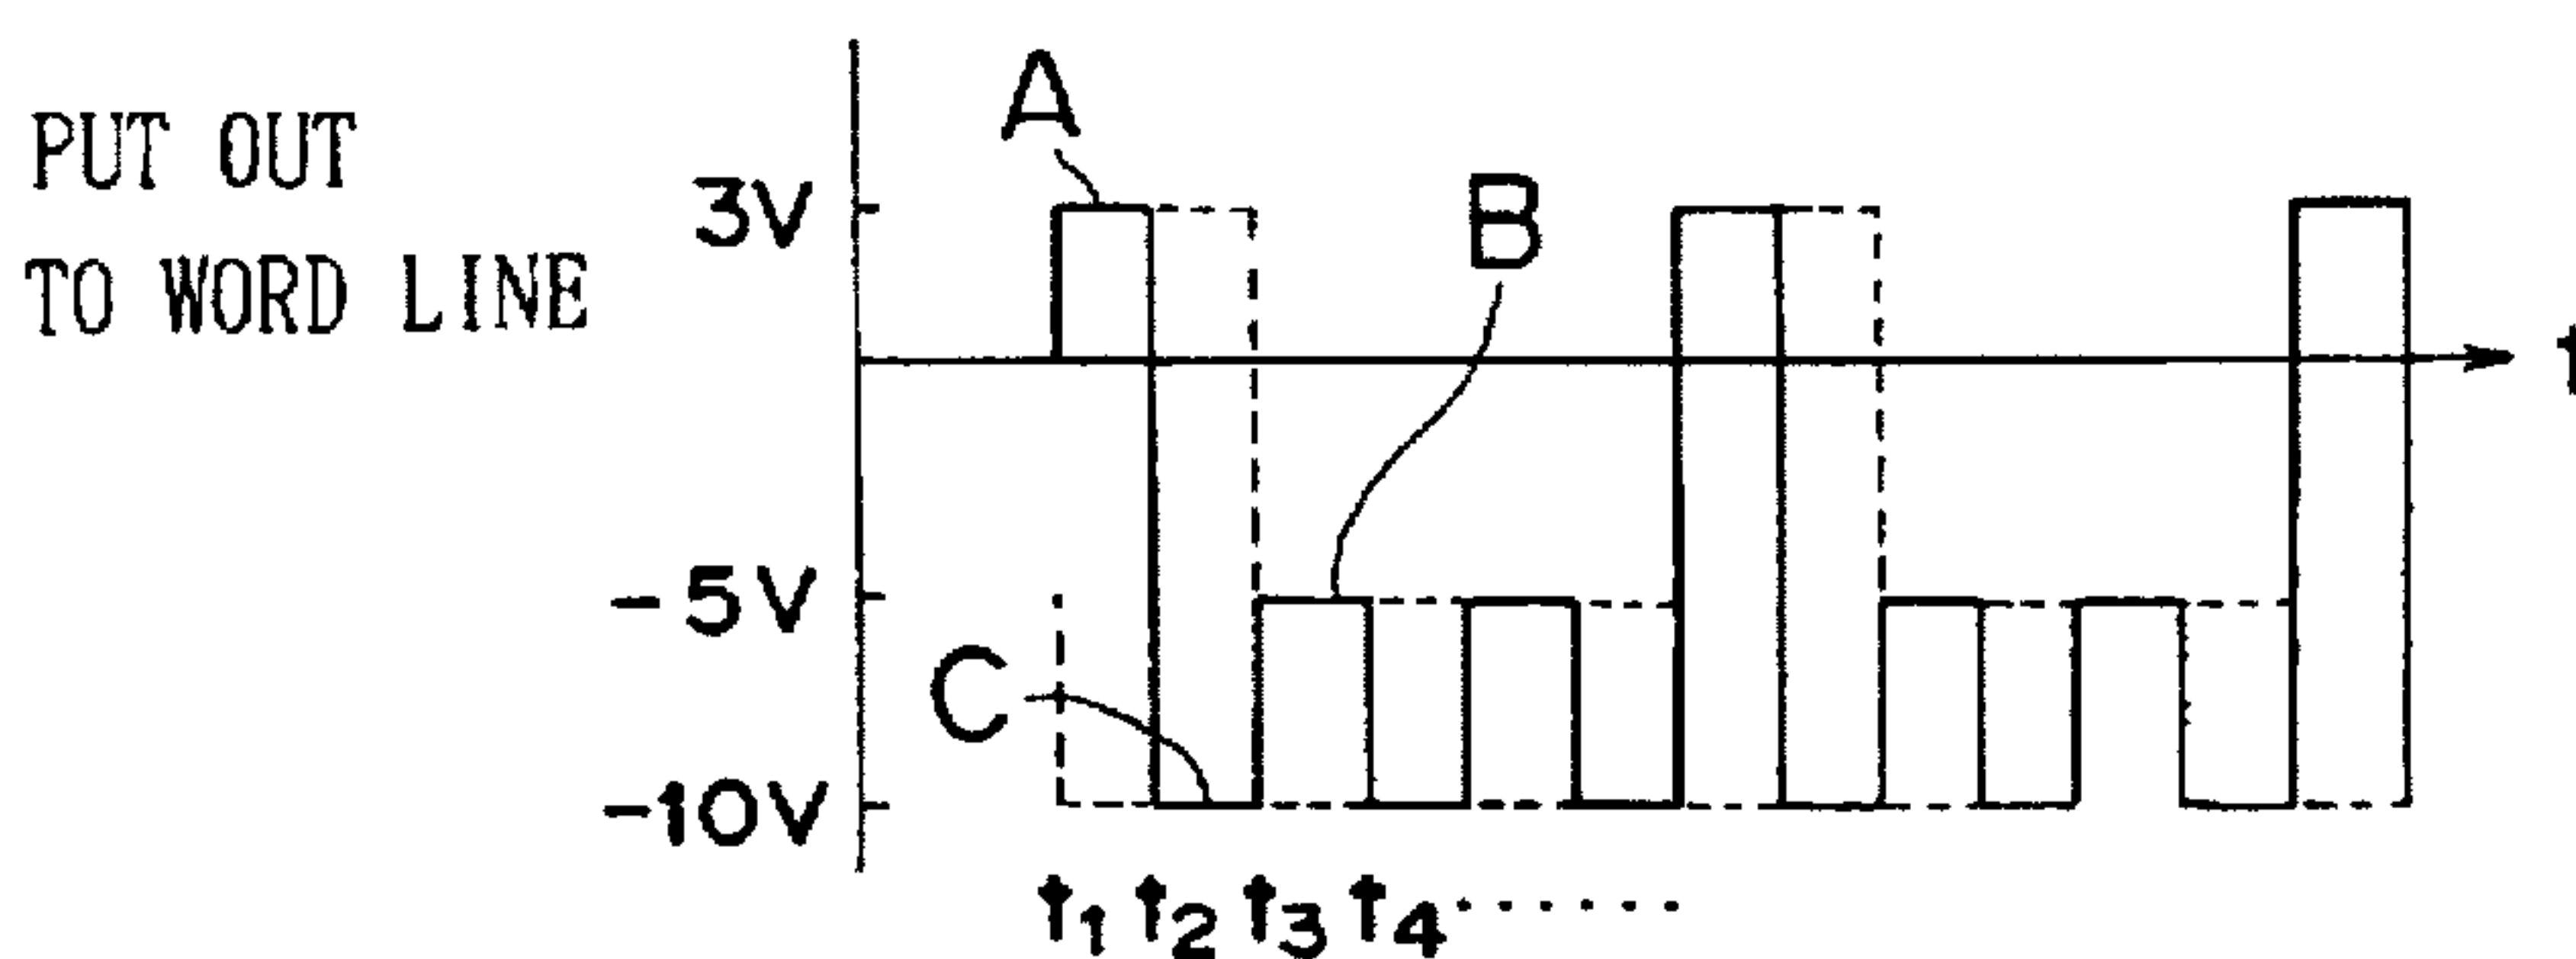 PUT OUT
TO WORD LINE
A
3V
B
t
-5V
C
-10V
t1 t2 t3 t4 ......